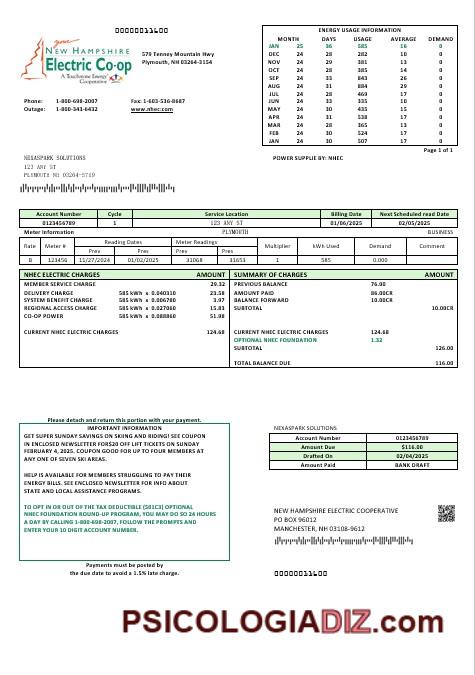 0000011600
your
NEW HAMPSHIRE
Electric Co-op
A Touchstone Energy Cooperative
579 Tenney Mountain Hwy
Plymouth, NH 03264-3154
Phone: 1-800-698-2007 Fax: 1-603-536-8687
Outage: 1-800-343-6432 www.nhec.com
ENERGY USAGE INFORMATION
MONTH DAYS USAGE AVERAGE DEMAND
JAN 25 36 585 16 0
DEC 24 28 282 10 0
NOV 24 29 381 13 0
OCT 24 28 385 14 0
SEP 24 33 843 26 0
AUG 24 31 884 29 0
JUL 24 28 469 17 0
JUN 24 33 335 10 0
MAY 24 30 435 15 0
APR 24 31 538 17 0
MAR 24 28 365 13 0
FEB 24 30 524 17 0
JAN 24 30 507 17 0
Page 1 of 1
POWER SUPPLIE BY: NHEC
NEXASPARK SOLUTIONS
123 ANY ST
PLYMOUTH NH 03264-5719
Account Number Cycle Service Location Billing Date Next Scheduled read Date
0123456789 1 123 ANY ST 01/06/2025 02/05/2025
Meter Information PLYMOUTH BUSINESS
Rate Meter # Reading Dates Meter Readings Multiplier kWh Used Demand Comment
Prev Prev Prev Prev
B 123456 11/27/2024 01/02/2025 31068 31653 1 585 0.000
NHEC ELECTRIC CHARGES AMOUNT
MEMBER SERVICE CHARGE 29.32
DELIVERY CHARGE 585 kWh x 0.040310 23.58
SYSTEM BENEFIT CHARGE 585 kWh x 0.006780 3.97
REGIONAL ACCESS CHARGE 585 kWh x 0.027060 15.83
CO-OP POWER 585 kWh x 0.088860 51.98
CURRENT NHEC ELECTRIC CHARGES 124.68
SUMMARY OF CHARGES AMOUNT
PREVIOUS BALANCE 76.00
AMOUNT PAID 86.00CR
BALANCE FORWARD 10.00CR
SUBTOTAL 10.00CR
CURRENT NHEC ELECTRIC CHARGES 124.68
OPTIONAL NHEC FOUNDATION 1.32
SUBTOTAL 126.00
TOTAL BALANCE DUE 116.00
Please detach and return this portion with your payment.
IMPORTANT INFORMATION
GET SUPER SUNDAY SAVINGS ON SKIING AND RIDING! SEE COUPON
IN ENCLOSED NEWSLETTER FOR$20 OFF LIFT TICKETS ON SUNDAY
FEBRUARY 4, 2025. COUPON GOOD FOR UP TO FOUR MEMBERS AT
ANY ONE OF SEVEN SKI AREAS.
HELP IS AVAILABLE FOR MEMBERS STRUGGLING TO PAY THEIR
ENERGY BILLS. SEE ENCLOSED NEWSLETTER FOR INFO ABOUT
STATE AND LOCAL ASSISTANCE PROGRAMS.
TO OPT IN OR OUT OF THE TAX DEDUCTIBLE (501C3) OPTIONAL
NHEC FOUNDATION ROUND-UP PROGRAM, YOU MAY DO SO 24 HOURS
A DAY BY CALLING 1-800-698-2007, FOLLOW THE PROMPTS AND
ENTER YOUR 10 DIGIT ACCOUNT NUMBER.
Payments must be posted by
the due date to avoid a 1.5% late charge.
NEXASPARK SOLUTIONS
Account Number 0123456789
Amount Due $116.00
Drafted On 02/04/2025
Amount Paid BANK DRAFT
NEW HAMPSHIRE ELECTRIC COOPERATIVE
PO BOX 96012
MANCHESTER, NH 03108-9612
0000011600
PSICOLOGIADIZ.com